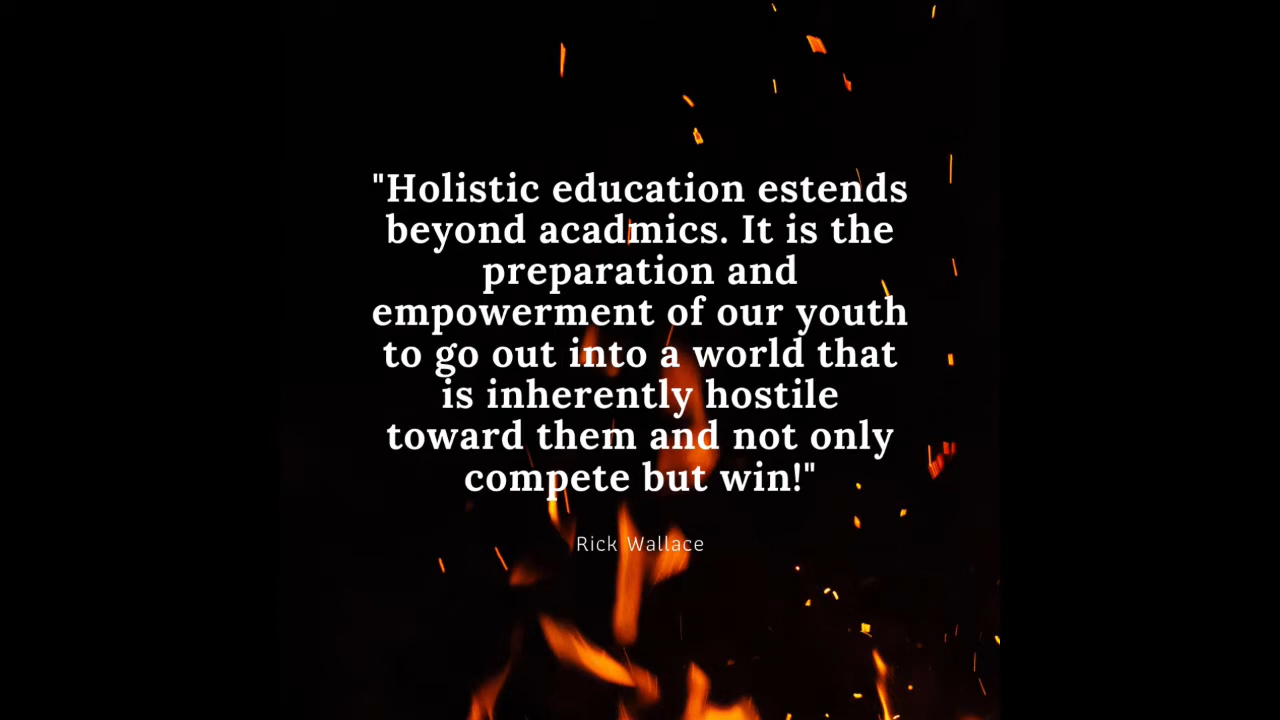 "Holistic education estends
beyond acadmics. It is the
preparation and
empowerment of our youth
to go out into a world that
is inherently hostile
toward them and not only
compete but win!"
Rick Wallace